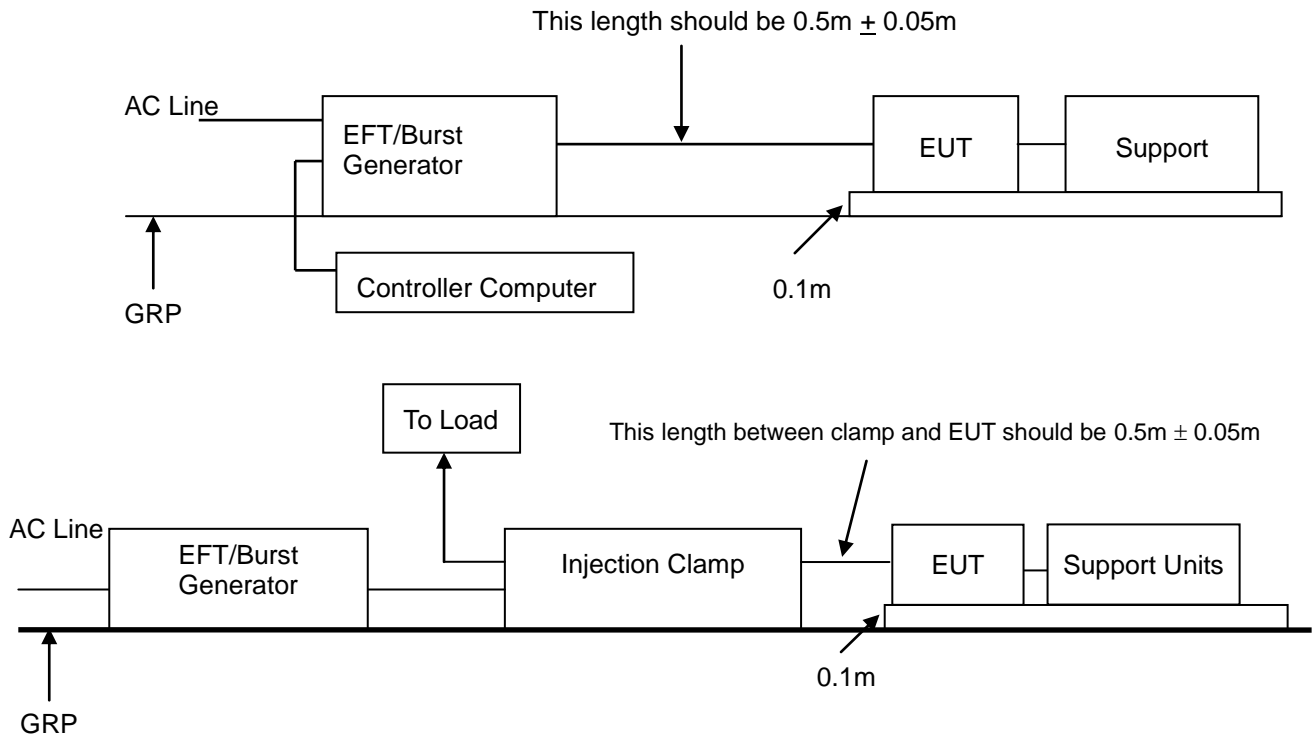 This length should be 0.5m ± 0.05m
AC Line
EFT/Burst
Generator
EUT
Support
Controller Computer
0.1m
GRP
To Load
This length between clamp and EUT should be 0.5m ± 0.05m
AC Line
EFT/Burst
Generator
Injection Clamp
EUT
Support Units
0.1m
GRP